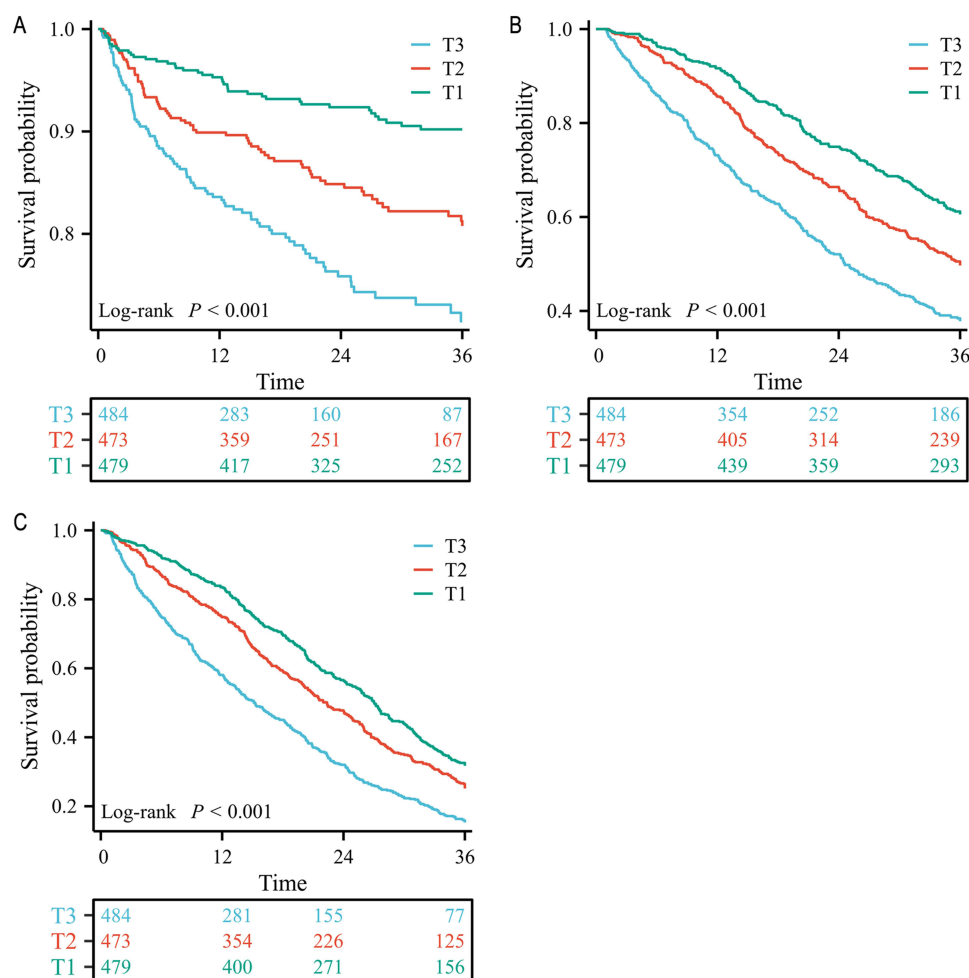 A
Survival probability
1.0
0.9
0.8
T3
T2
T1
Log-rank P < 0.001
0 12 24 36
Time
T3 484 283 160 87
T2 473 359 251 167
T1 479 417 325 252
B
Survival probability
1.0
0.8
0.6
0.4
T3
T2
T1
Log-rank P < 0.001
0 12 24 36
Time
T3 484 354 252 186
T2 473 405 314 239
T1 479 439 359 293
C
Survival probability
1.0
0.8
0.6
0.4
0.2
T3
T2
T1
Log-rank P < 0.001
0 12 24 36
Time
T3 484 281 155 77
T2 473 354 226 125
T1 479 400 271 156